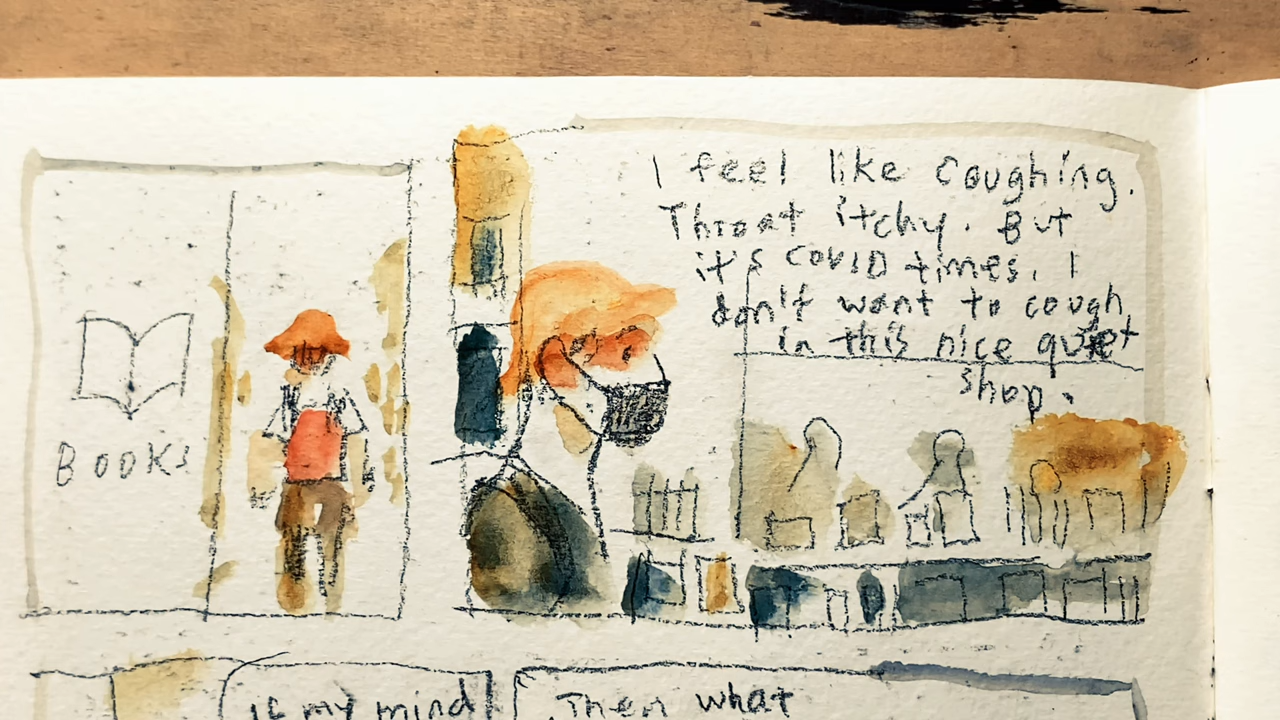 BOOKS
I feel like coughing.
Throat itchy. But
it's COVID times. I
don't want to cough
in this nice quiet
shop.
if my mind
Then what